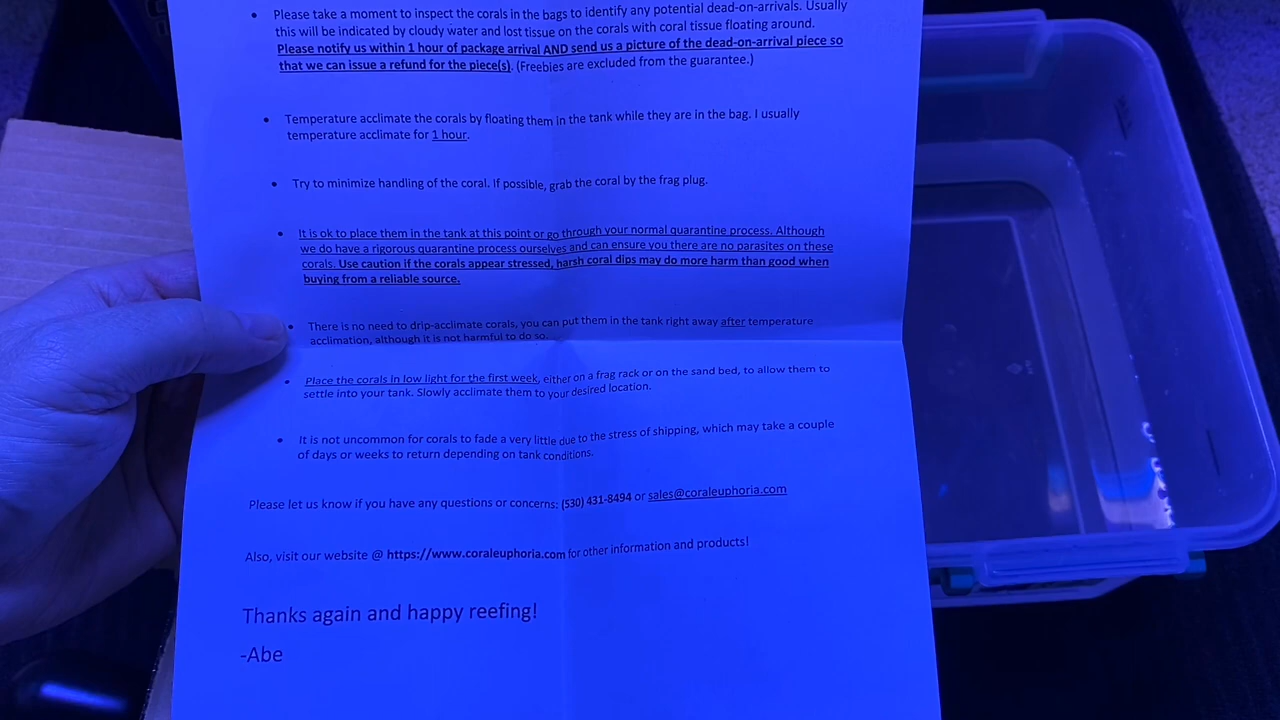 • Please take a moment to inspect the corals in the bags to identify any potential dead-on-arrivals. Usually
this will be indicated by cloudy water and lost tissue on the corals with coral tissue floating around.
Please notify us within 1 hour of package arrival AND send us a picture of the dead-on-arrival piece so
that we can issue a refund for the piece(s). (Freebies are excluded from the guarantee.)
• Temperature acclimate the corals by floating them in the tank while they are in the bag. I usually
temperature acclimate for 1 hour.
• Try to minimize handling of the coral. If possible, grab the coral by the frag plug.
• It is ok to place them in the tank at this point or go through your normal quarantine process. Although
we do have a rigorous quarantine process ourselves and can ensure you there are no parasites on these
corals. Use caution if the corals appear stressed, harsh coral dips may do more harm than good when
buying from a reliable source.
• There is no need to drip-acclimate corals, you can put them in the tank right away after temperature
acclimation, although it is not harmful to do so.
• Place the corals in low light for the first week, either on a frag rack or on the sand bed, to allow them to
settle into your tank. Slowly acclimate them to your desired location.
• It is not uncommon for corals to fade a very little due to the stress of shipping, which may take a couple
of days or weeks to return depending on tank conditions.
Please let us know if you have any questions or concerns: (530) 431-8494 or sales@coraleuphoria.com
Also, visit our website @ https://www.coraleuphoria.com for other information and products!
Thanks again and happy reefing!
-Abe